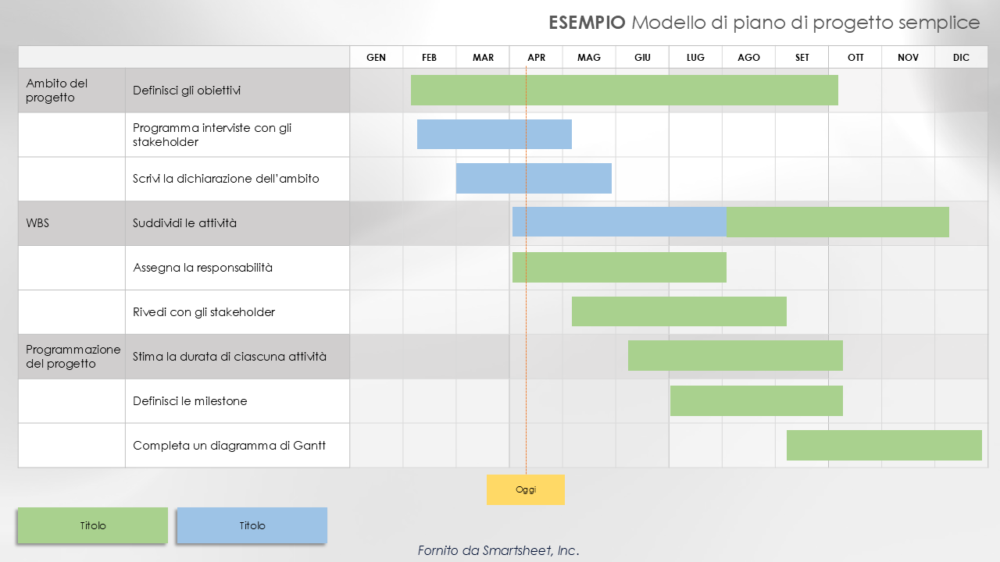 ESEMPIO Modello di piano di progetto semplice
GEN FEB MAR APR MAG GIU LUG AGO SET OTT NOV DIC
Ambito del
progetto
Definisci gli obiettivi
Programma interviste con gli
stakeholder
Scrivi la dichiarazione dell’ambito
WBS
Suddividi le attività
Assegna la responsabilità
Rivedi con gli stakeholder
Programmazione
del progetto
Stima la durata di ciascuna attività
Definisci le milestone
Completa un diagramma di Gantt
Oggi
Titolo
Titolo
Fornito da Smartsheet, Inc.